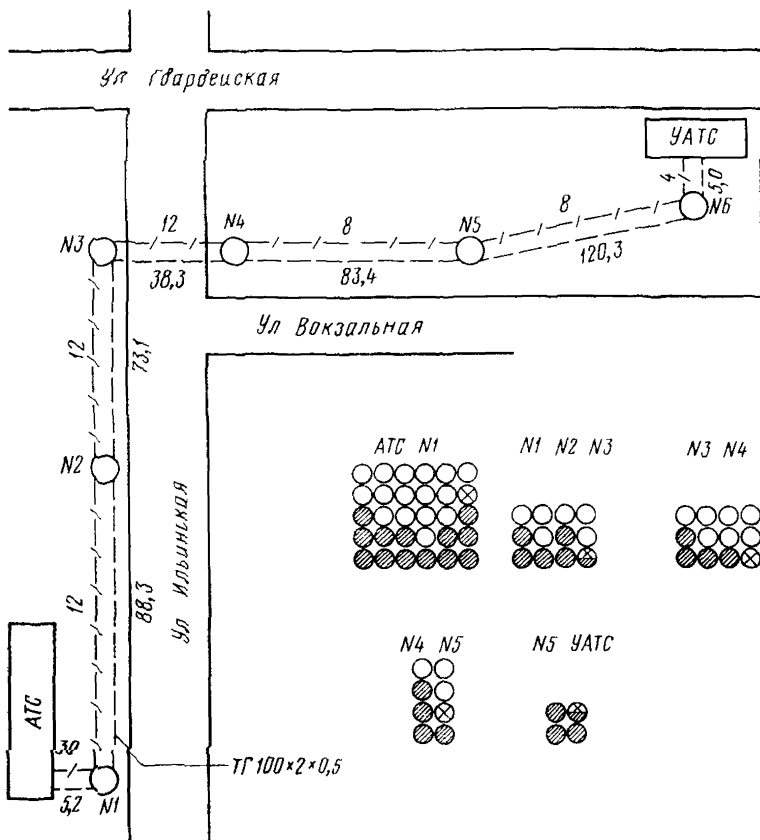 Ул Гвардейская
УАТС
4
5,0
N6
N3
12
N4
8
N5
8
38,3
83,4
120,3
Ул Вокзальная
12
73,1
N2
АТС N1
N1 N2 N3
N3 N4
Ул Ильинская
12
88,3
N4 N5
N5 УАТС
АТС
30
5,2
N1
ТГ 100×2×0,5